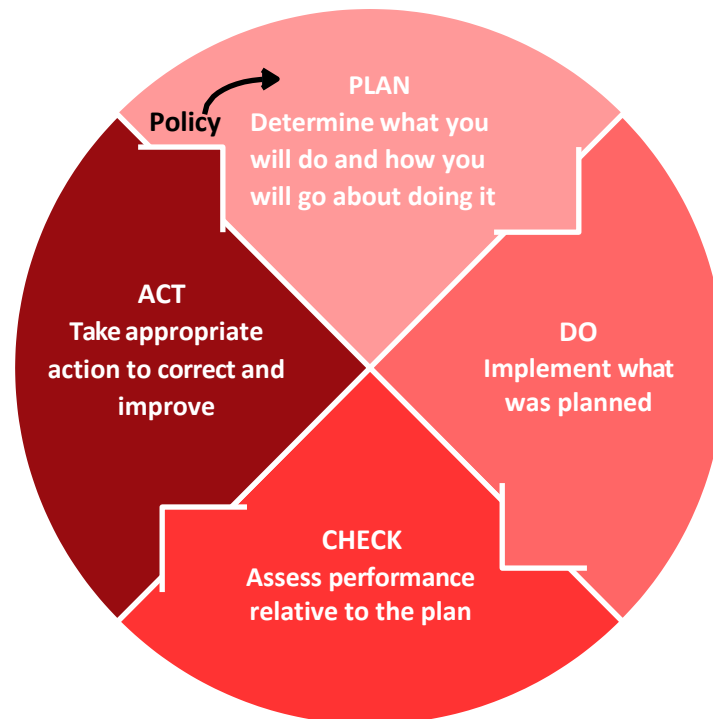 PLAN
Policy
Determine what you
will do and how you
will go about doing it
ACT
Take appropriate
action to correct and
improve
DO
Implement what
was planned
CHECK
Assess performance
relative to the plan